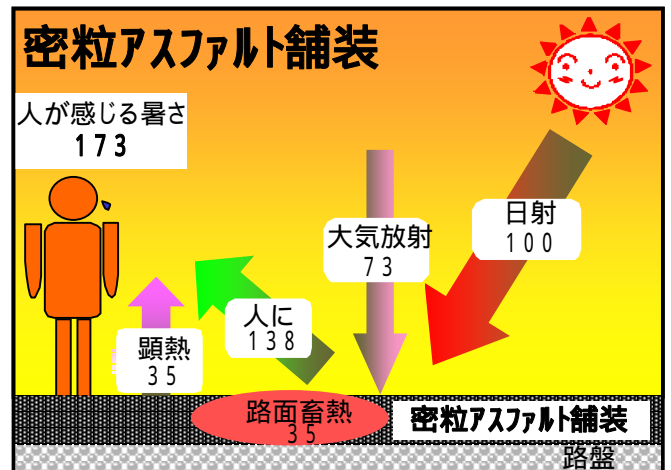 密粒アスファルト舗装
人が感じる暑さ
173
日射
100
大気放射
73
人に
138
顕熱
35
路面畜熱
35
密粒アスファルト舗装
路盤